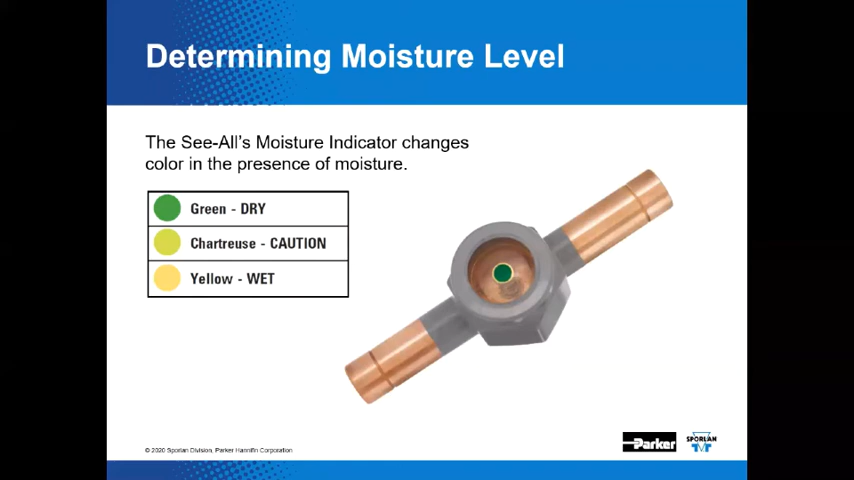 Determining Moisture Level
The See-All's Moisture Indicator changes
color in the presence of moisture.
Green - DRY
Chartreuse - CAUTION
Yellow - WET
© 2020 Sporlan Division, Parker Hannifin Corporation
Parker
SPORLAN